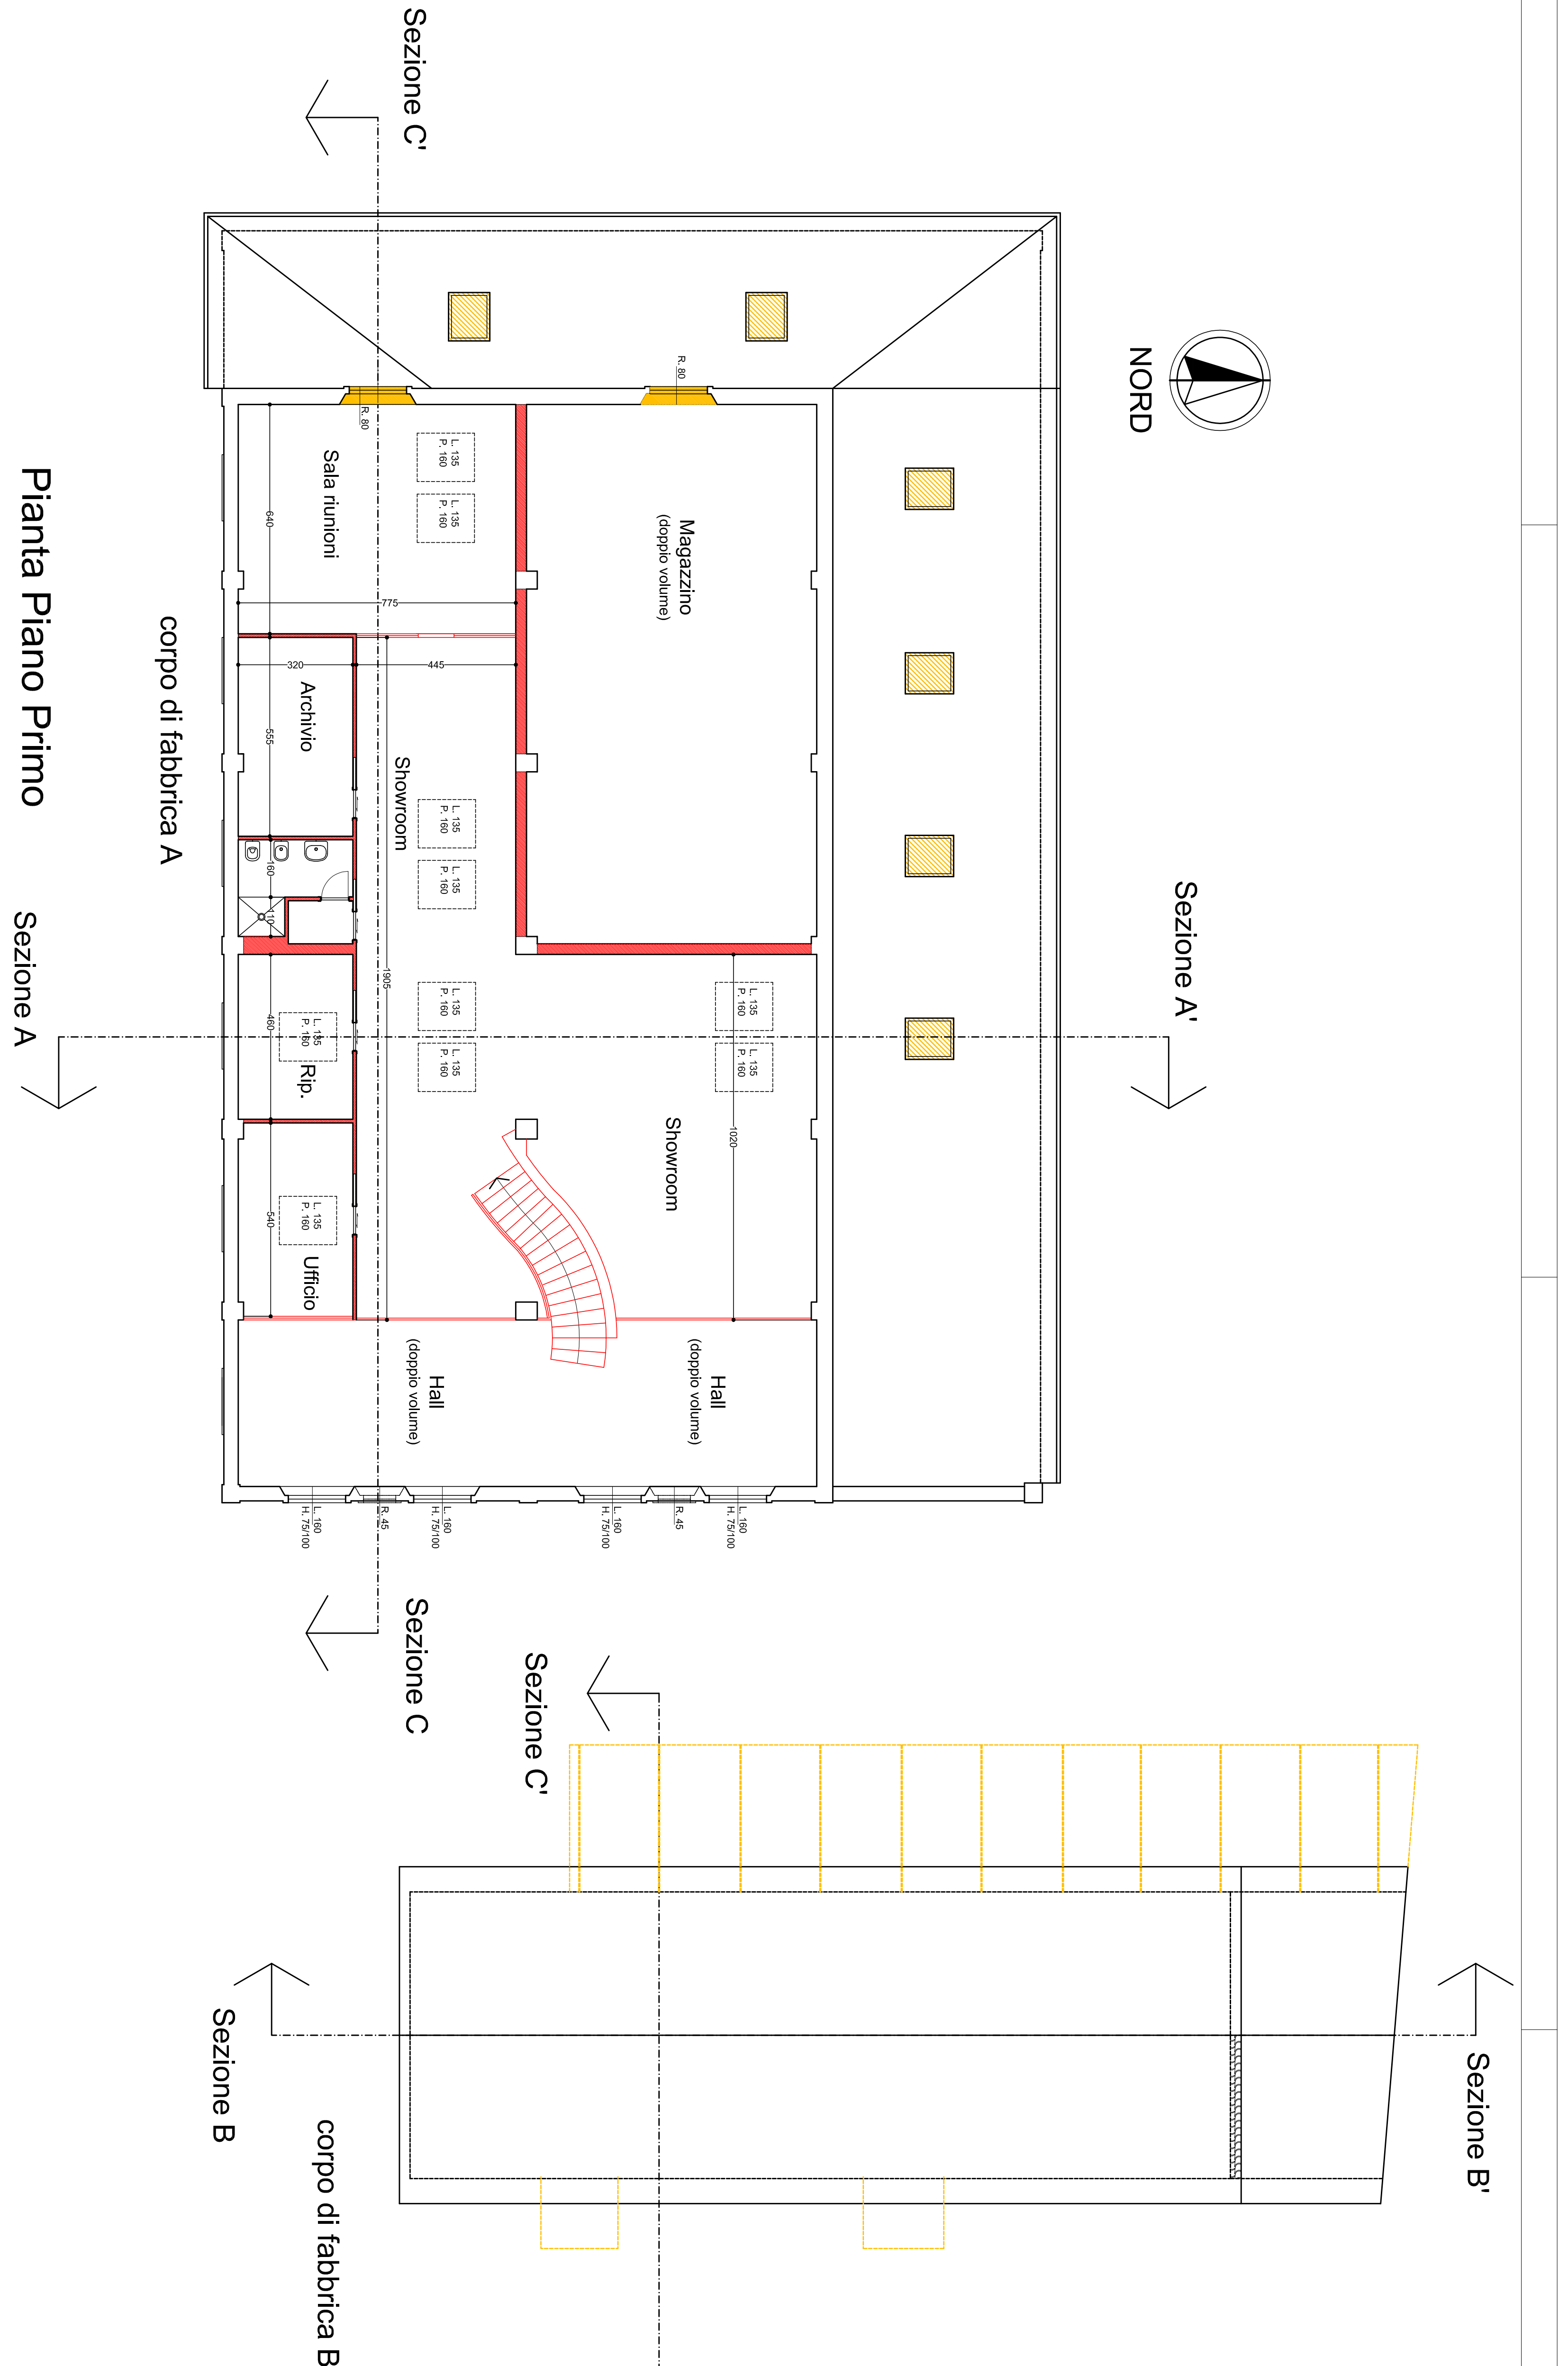 Sezione B'
Sezione A'
NORD
L. 160
H. 75/100
L. 135
P. 160
L. 135
P. 160
1020
Hall
(doppio volume)
Magazzino
(doppio volume)
R. 80
R. 45
Showroom
L. 160
H. 75/100
Sezione C'
L. 135
P. 160
L. 135
P. 160
L. 135
P. 160
L. 135
P. 160
L. 135
P. 160
L. 135
P. 160
L. 160
H. 75/100
Hall
(doppio volume)
445
Sezione C'
Sezione C
Showroom
775
1905
R. 80
R. 45
Sala riunioni
corpo di fabbrica B
L. 135
P. 160
L. 135
P. 160
L. 160
H. 75/100
Archivio
Rip.
Ufficio
320
640
555
160
110
460
540
Sezione B
corpo di fabbrica A
Pianta Piano Primo
Sezione A